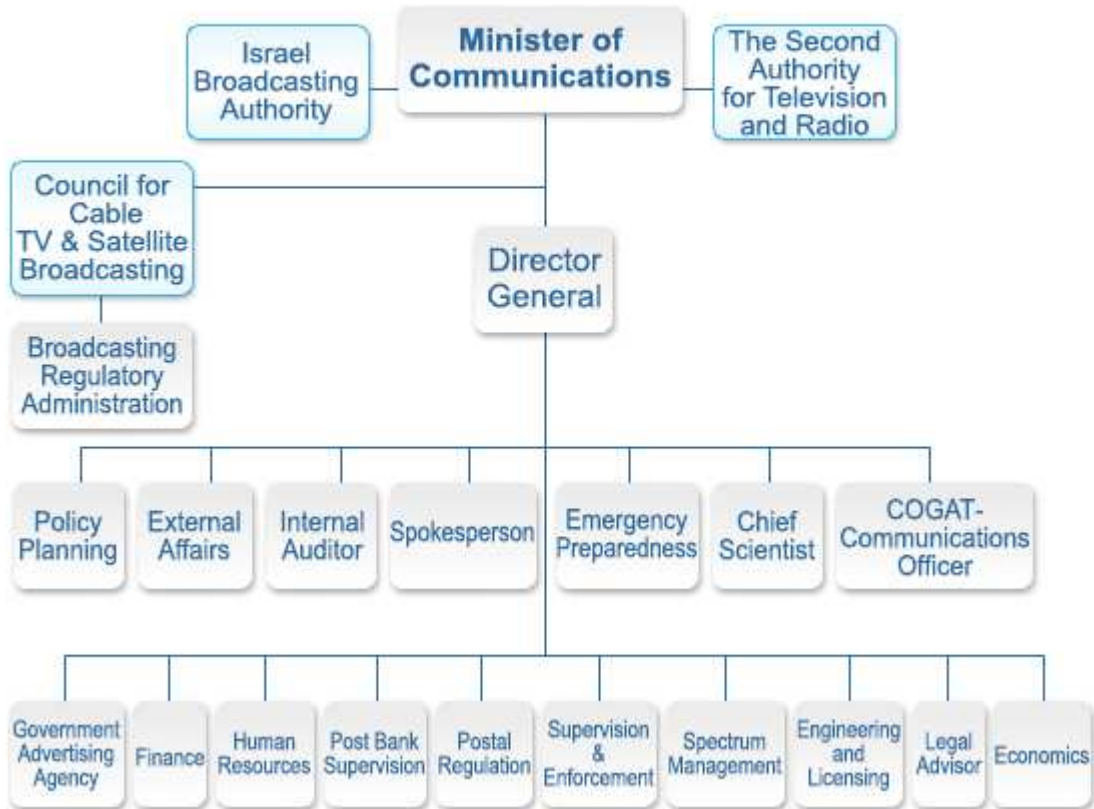 Israel
Broadcasting
Authority
Minister of
Communications
The Second
Authority
for Television
and Radio
Council for
Cable
TV & Satellite
Broadcasting
Director
General
Broadcasting
Regulatory
Administration
Policy
Planning
External
Affairs
Internal
Auditor
Spokesperson
Emergency
Preparedness
Chief
Scientist
COGAT-
Communications
Officer
Government
Advertising
Agency
Finance
Human
Resources
Post Bank
Supervision
Postal
Regulation
Supervision
&
Enforcement
Spectrum
Management
Engineering
and
Licensing
Legal
Advisor
Economics